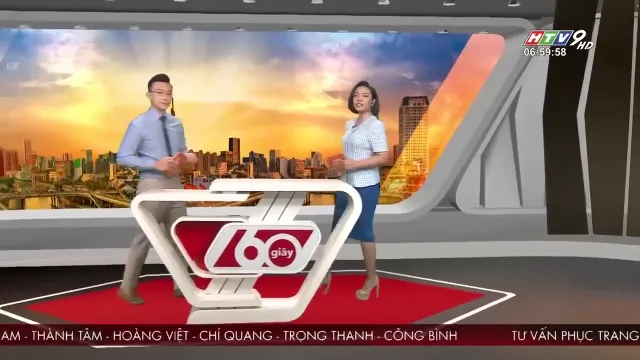 HTV9 HD
06:59:58
60 giây
AM - THÀNH TÂM - HOÀNG VIỆT - CHÍ QUANG - TRỌNG THANH - CÔNG BÍNH TƯ VẤN PHỤC TRANG